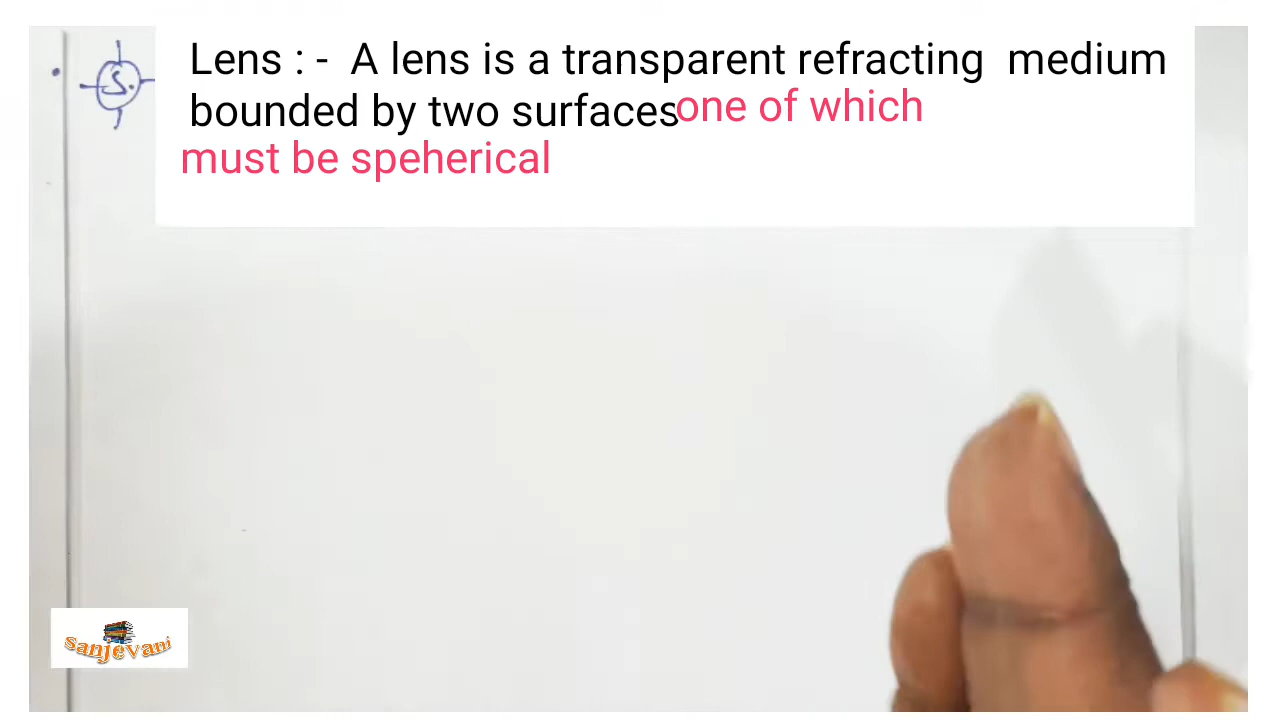 S.
Lens : - A lens is a transparent refracting medium
bounded by two surfaces one of which
must be speherical
Sanjevani